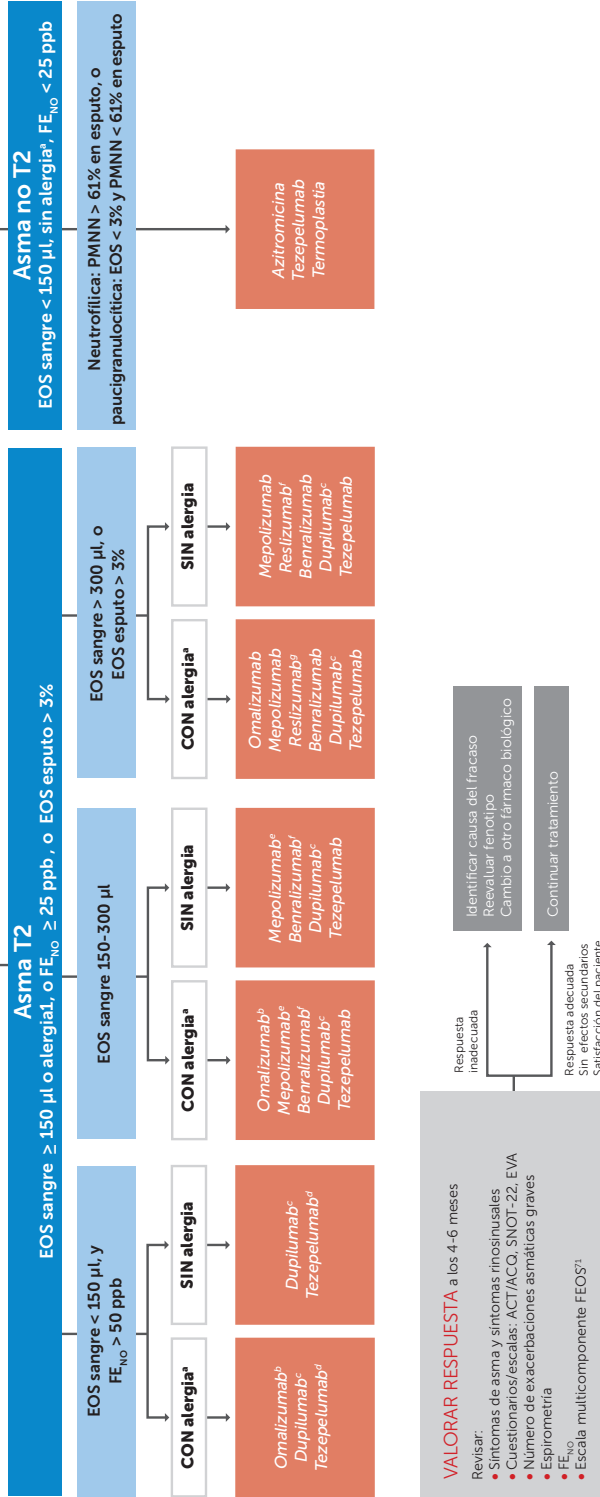 Asma T2
EOS sangre ≥ 150 µl o alergia1, o FE_NO ≥ 25 ppb, o EOS esputo > 3%
EOS sangre < 150 µl, y
FE_NO > 50 ppb
CON alergiaᵃ
Omalizumabᵇ
Dupilumabᶜ
Tezepelumabᵈ
SIN alergia
Dupilumabᶜ
Tezepelumabᵈ
EOS sangre 150-300 µl
CON alergiaᵃ
Omalizumabᵇ
Mepolizumabᵉ
Benralizumabᶠ
Dupilumabᶜ
Tezepelumab
SIN alergia
Mepolizumabᵉ
Benralizumabᶠ
Dupilumabᶜ
Tezepelumab
EOS sangre > 300 µl, o
EOS esputo > 3%
CON alergiaᵃ
Omalizumab
Mepolizumab
Reslizumabᵍ
Benralizumab
Dupilumabᶜ
Tezepelumab
SIN alergia
Mepolizumab
Reslizumabᶠ
Benralizumab
Dupilumabᶜ
Tezepelumab
Asma no T2
EOS sangre < 150 µl, sin alergiaᵃ, FE_NO < 25 ppb
Neutrofílica: PMNN > 61% en esputo, o
paucigranulocítica: EOS < 3% y PMNN < 61% en esputo
Azitromicina
Tezepelumab
Termoplastia
VALORAR RESPUESTA a los 4-6 meses
Revisar:
• Síntomas de asma y síntomas rinosinusales
• Cuestionarios/escalas: ACT/ACQ, SNOT-22, EVA
• Número de exacerbaciones asmáticas graves
• Espirometría
• FE_NO
• Escala multicomponente FEOS⁷¹
Respuesta
inadecuada
Identificar causa del fracaso
Reevaluar fenotipo
Cambio a otro fármaco biológico
Respuesta adecuada
Sin efectos secundarios
Satisfacción del paciente
Continuar tratamiento